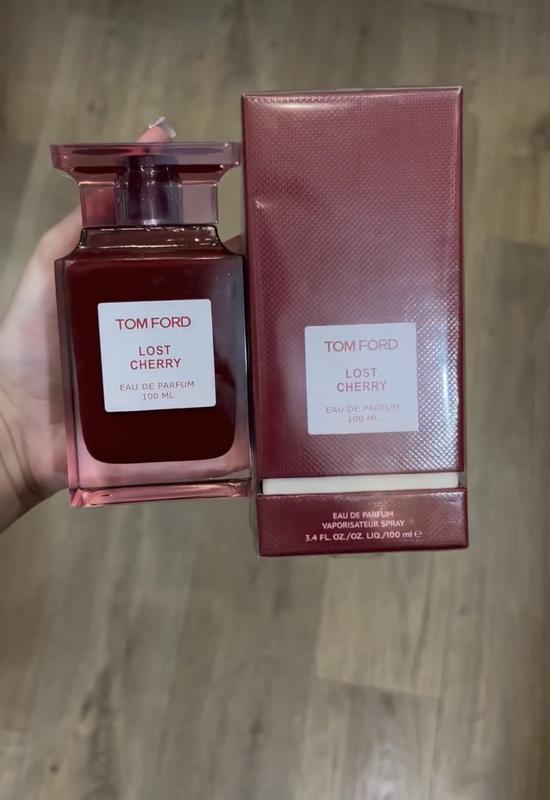 TOM FORD
LOST
CHERRY
EAU DE PARFUM
100 ML
TOM FORD
LOST
CHERRY
EAU DE PARFUM
100 ML.
EAU DE PARFUM
VAPORISATEUR SPRAY
3.4 FL. OZ./OZ. LIQ./100 ml ℮